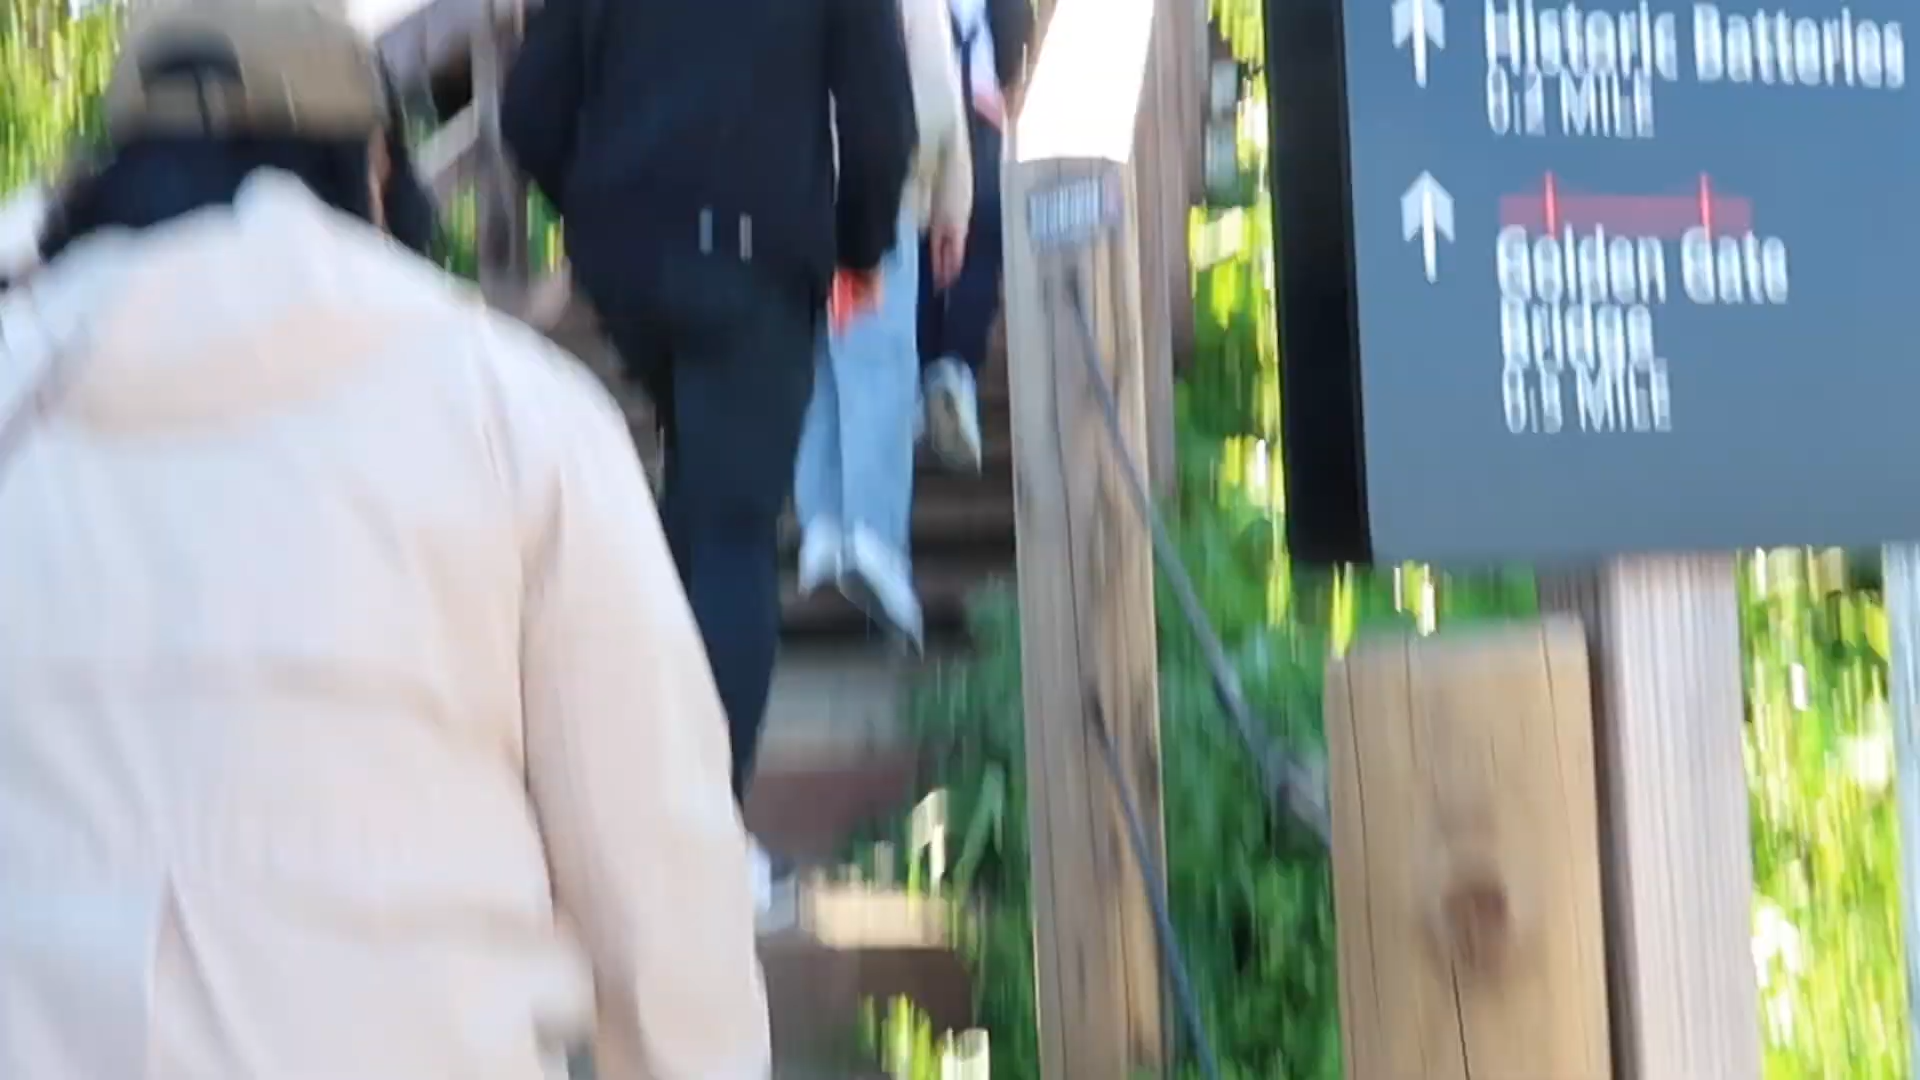 Historic Batteries
0.2 MILE
Golden Gate
Bridge
MILE